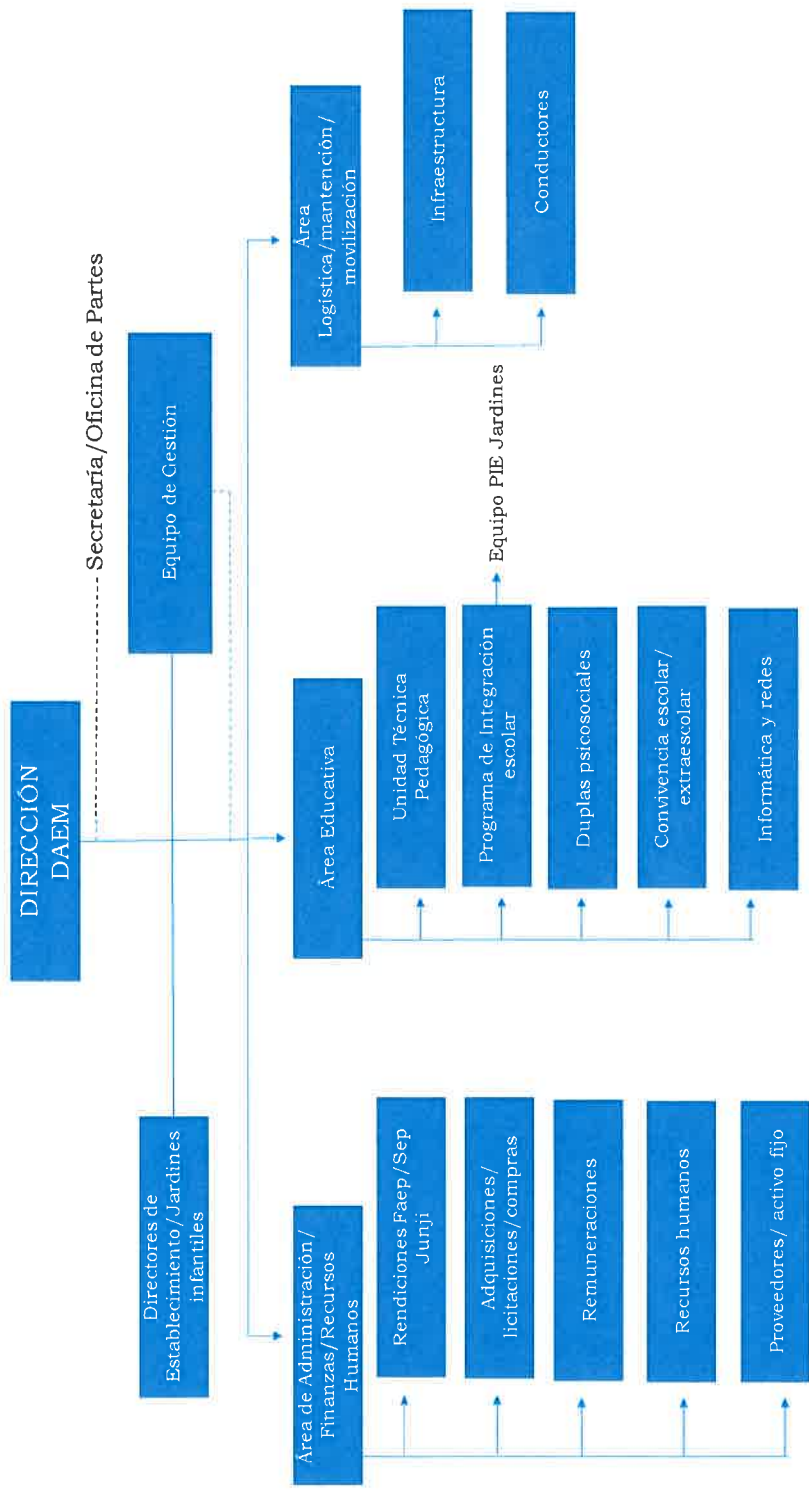 DIRECCIÓN
DAEM
Secretaría/Oficina de Partes
Directores de
Establecimiento/Jardines
infantiles
Equipo de Gestión
Área de Administración/
Finanzas/Recursos
Humanos
Rendiciones Faep/Sep
Junji
Adquisiciones/
licitaciones/compras
Remuneraciones
Recursos humanos
Proveedores/ activo fijo
Área Educativa
Unidad Técnica
Pedagógica
Programa de Integración
escolar
Equipo PIE Jardines
Duplas psicosociales
Convivencia escolar/
extraescolar
Informática y redes
Área
Logística/mantención/
movilización
Infraestructura
Conductores